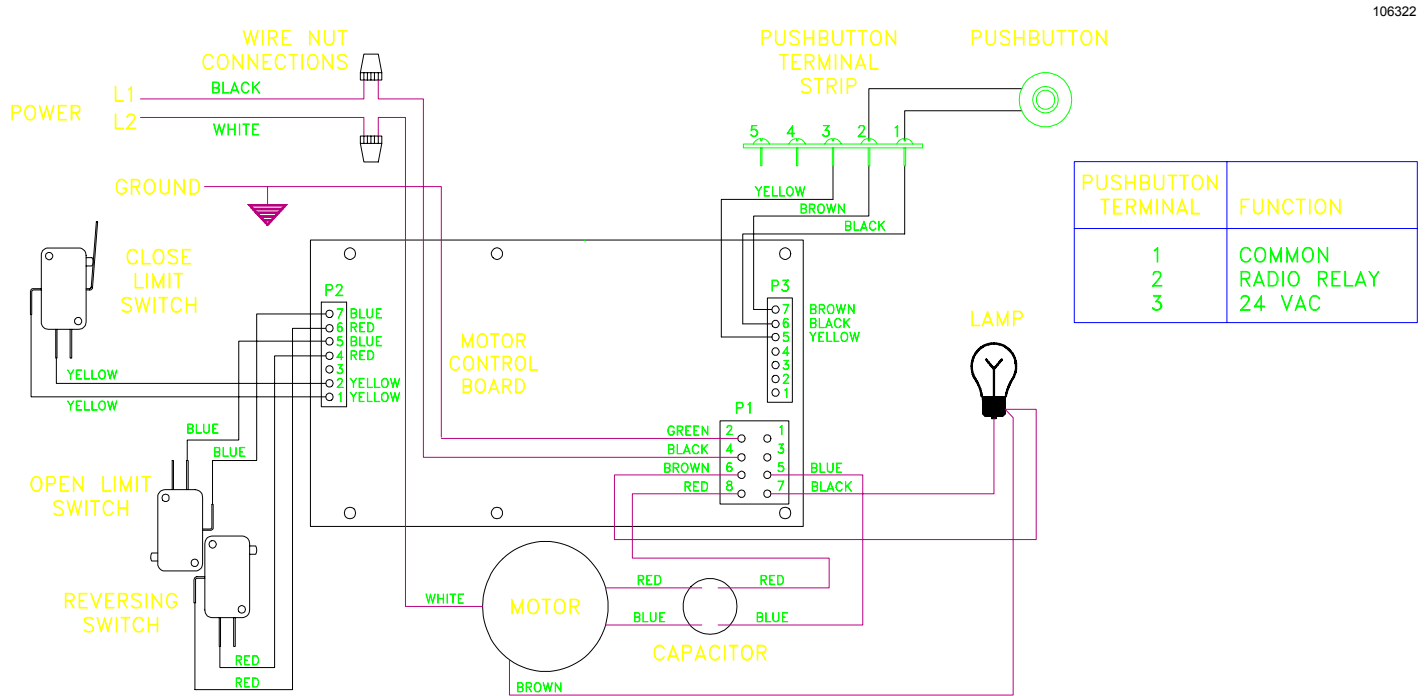 106322
WIRE NUT
CONNECTIONS
PUSHBUTTON
TERMINAL
STRIP
PUSHBUTTON
POWER
L1
BLACK
L2
WHITE
5 4 3 2 1
GROUND
YELLOW
BROWN
BLACK
PUSHBUTTON
TERMINAL
FUNCTION
1 COMMON
2 RADIO RELAY
3 24 VAC
CLOSE
LIMIT
SWITCH
P2
7 BLUE
6 RED
5 BLUE
4 RED
3
2 YELLOW
1 YELLOW
YELLOW
YELLOW
MOTOR
CONTROL
BOARD
P3
7 BROWN
6 BLACK
5 YELLOW
4
3
2
1
LAMP
P1
GREEN 2 1
BLACK 4 3
BROWN 6 5 BLUE
RED 8 7 BLACK
BLUE
BLUE
OPEN LIMIT
SWITCH
REVERSING
SWITCH
RED
RED
WHITE
MOTOR
RED
RED
BLUE
BLUE
CAPACITOR
BROWN